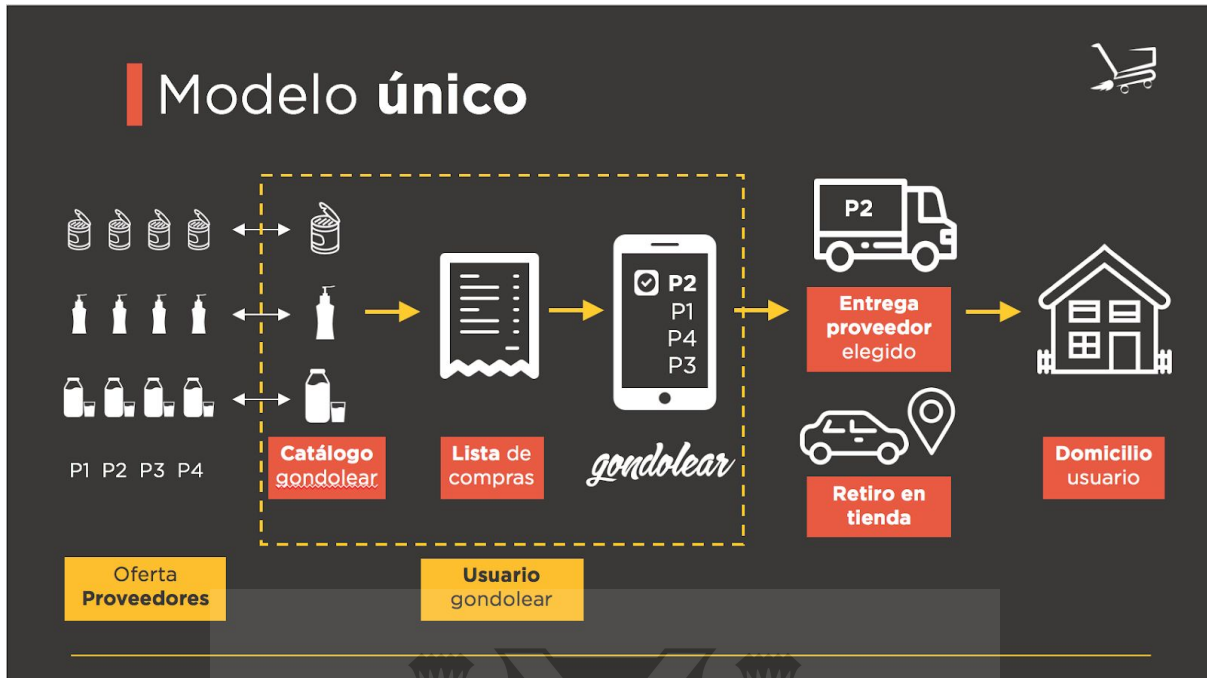 Modelo único
P2
P2
P1
P4
P3
Entrega
proveedor
elegido
P1 P2 P3 P4
Catálogo
gondolear
Lista de
compras
gondolear
Retiro en
tienda
Domicilio
usuario
Oferta
Proveedores
Usuario
gondolear